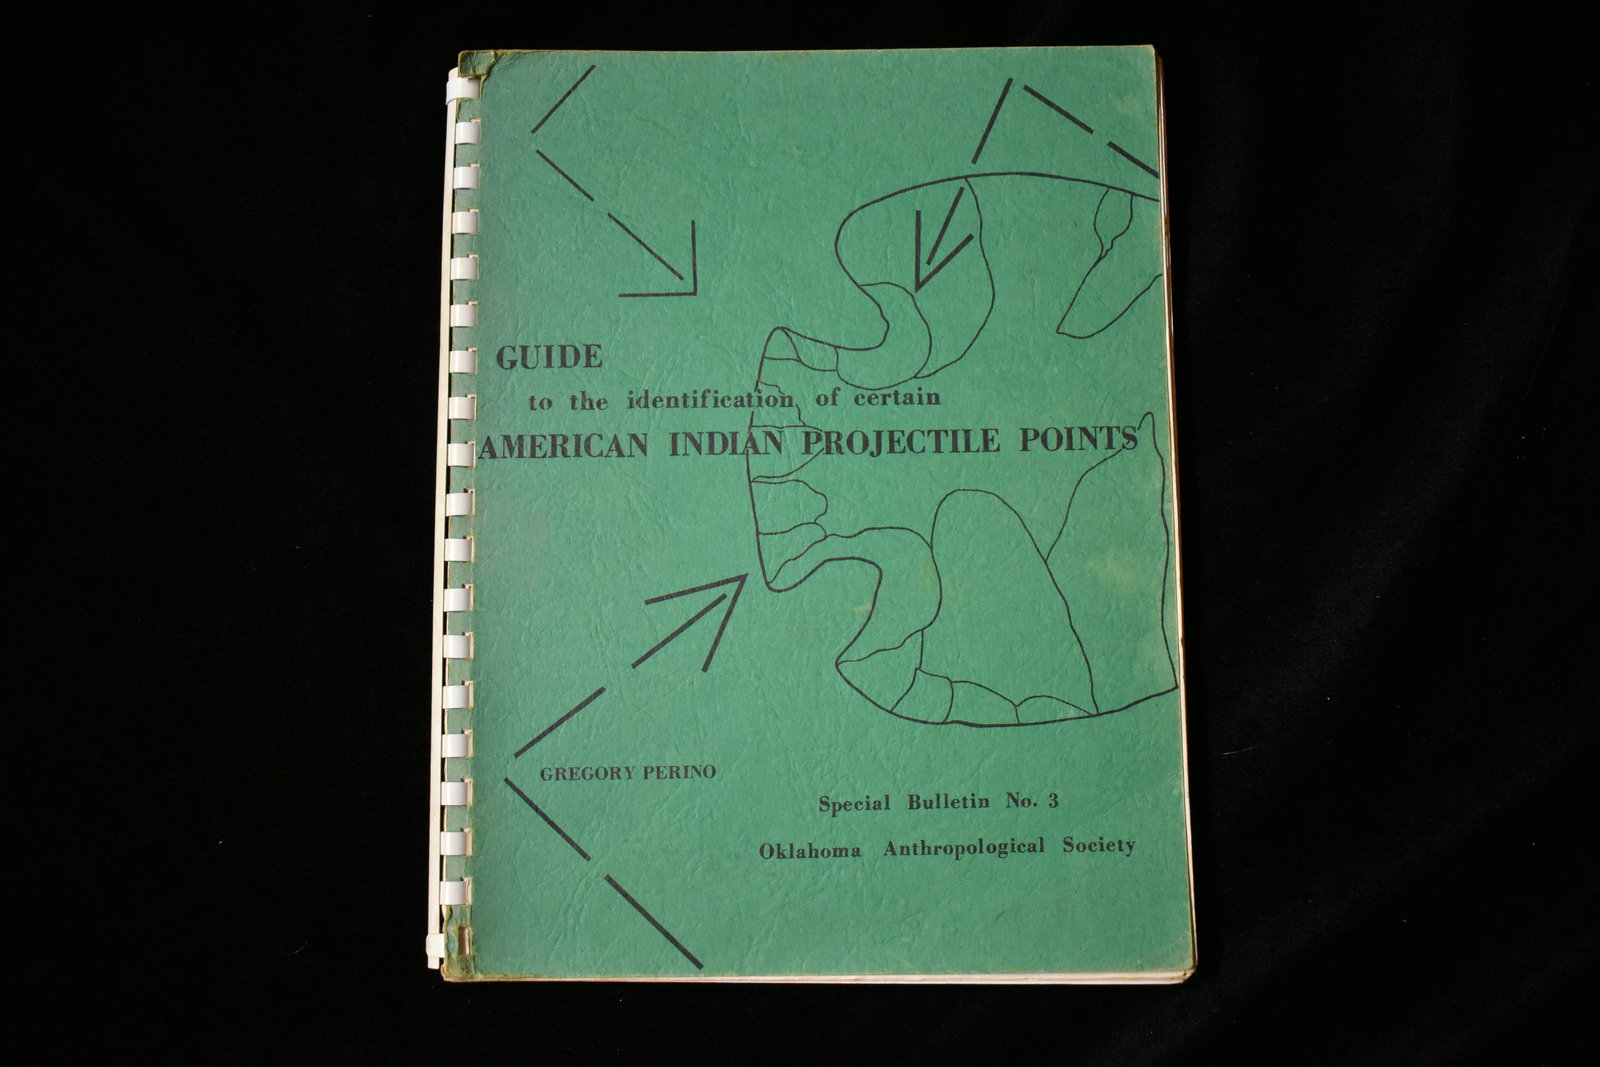 GUIDE
to the identification of certain
AMERICAN INDIAN PROJECTILE POINTS
GREGORY PERINO
Special Bulletin No. 3
Oklahoma Anthropological Society